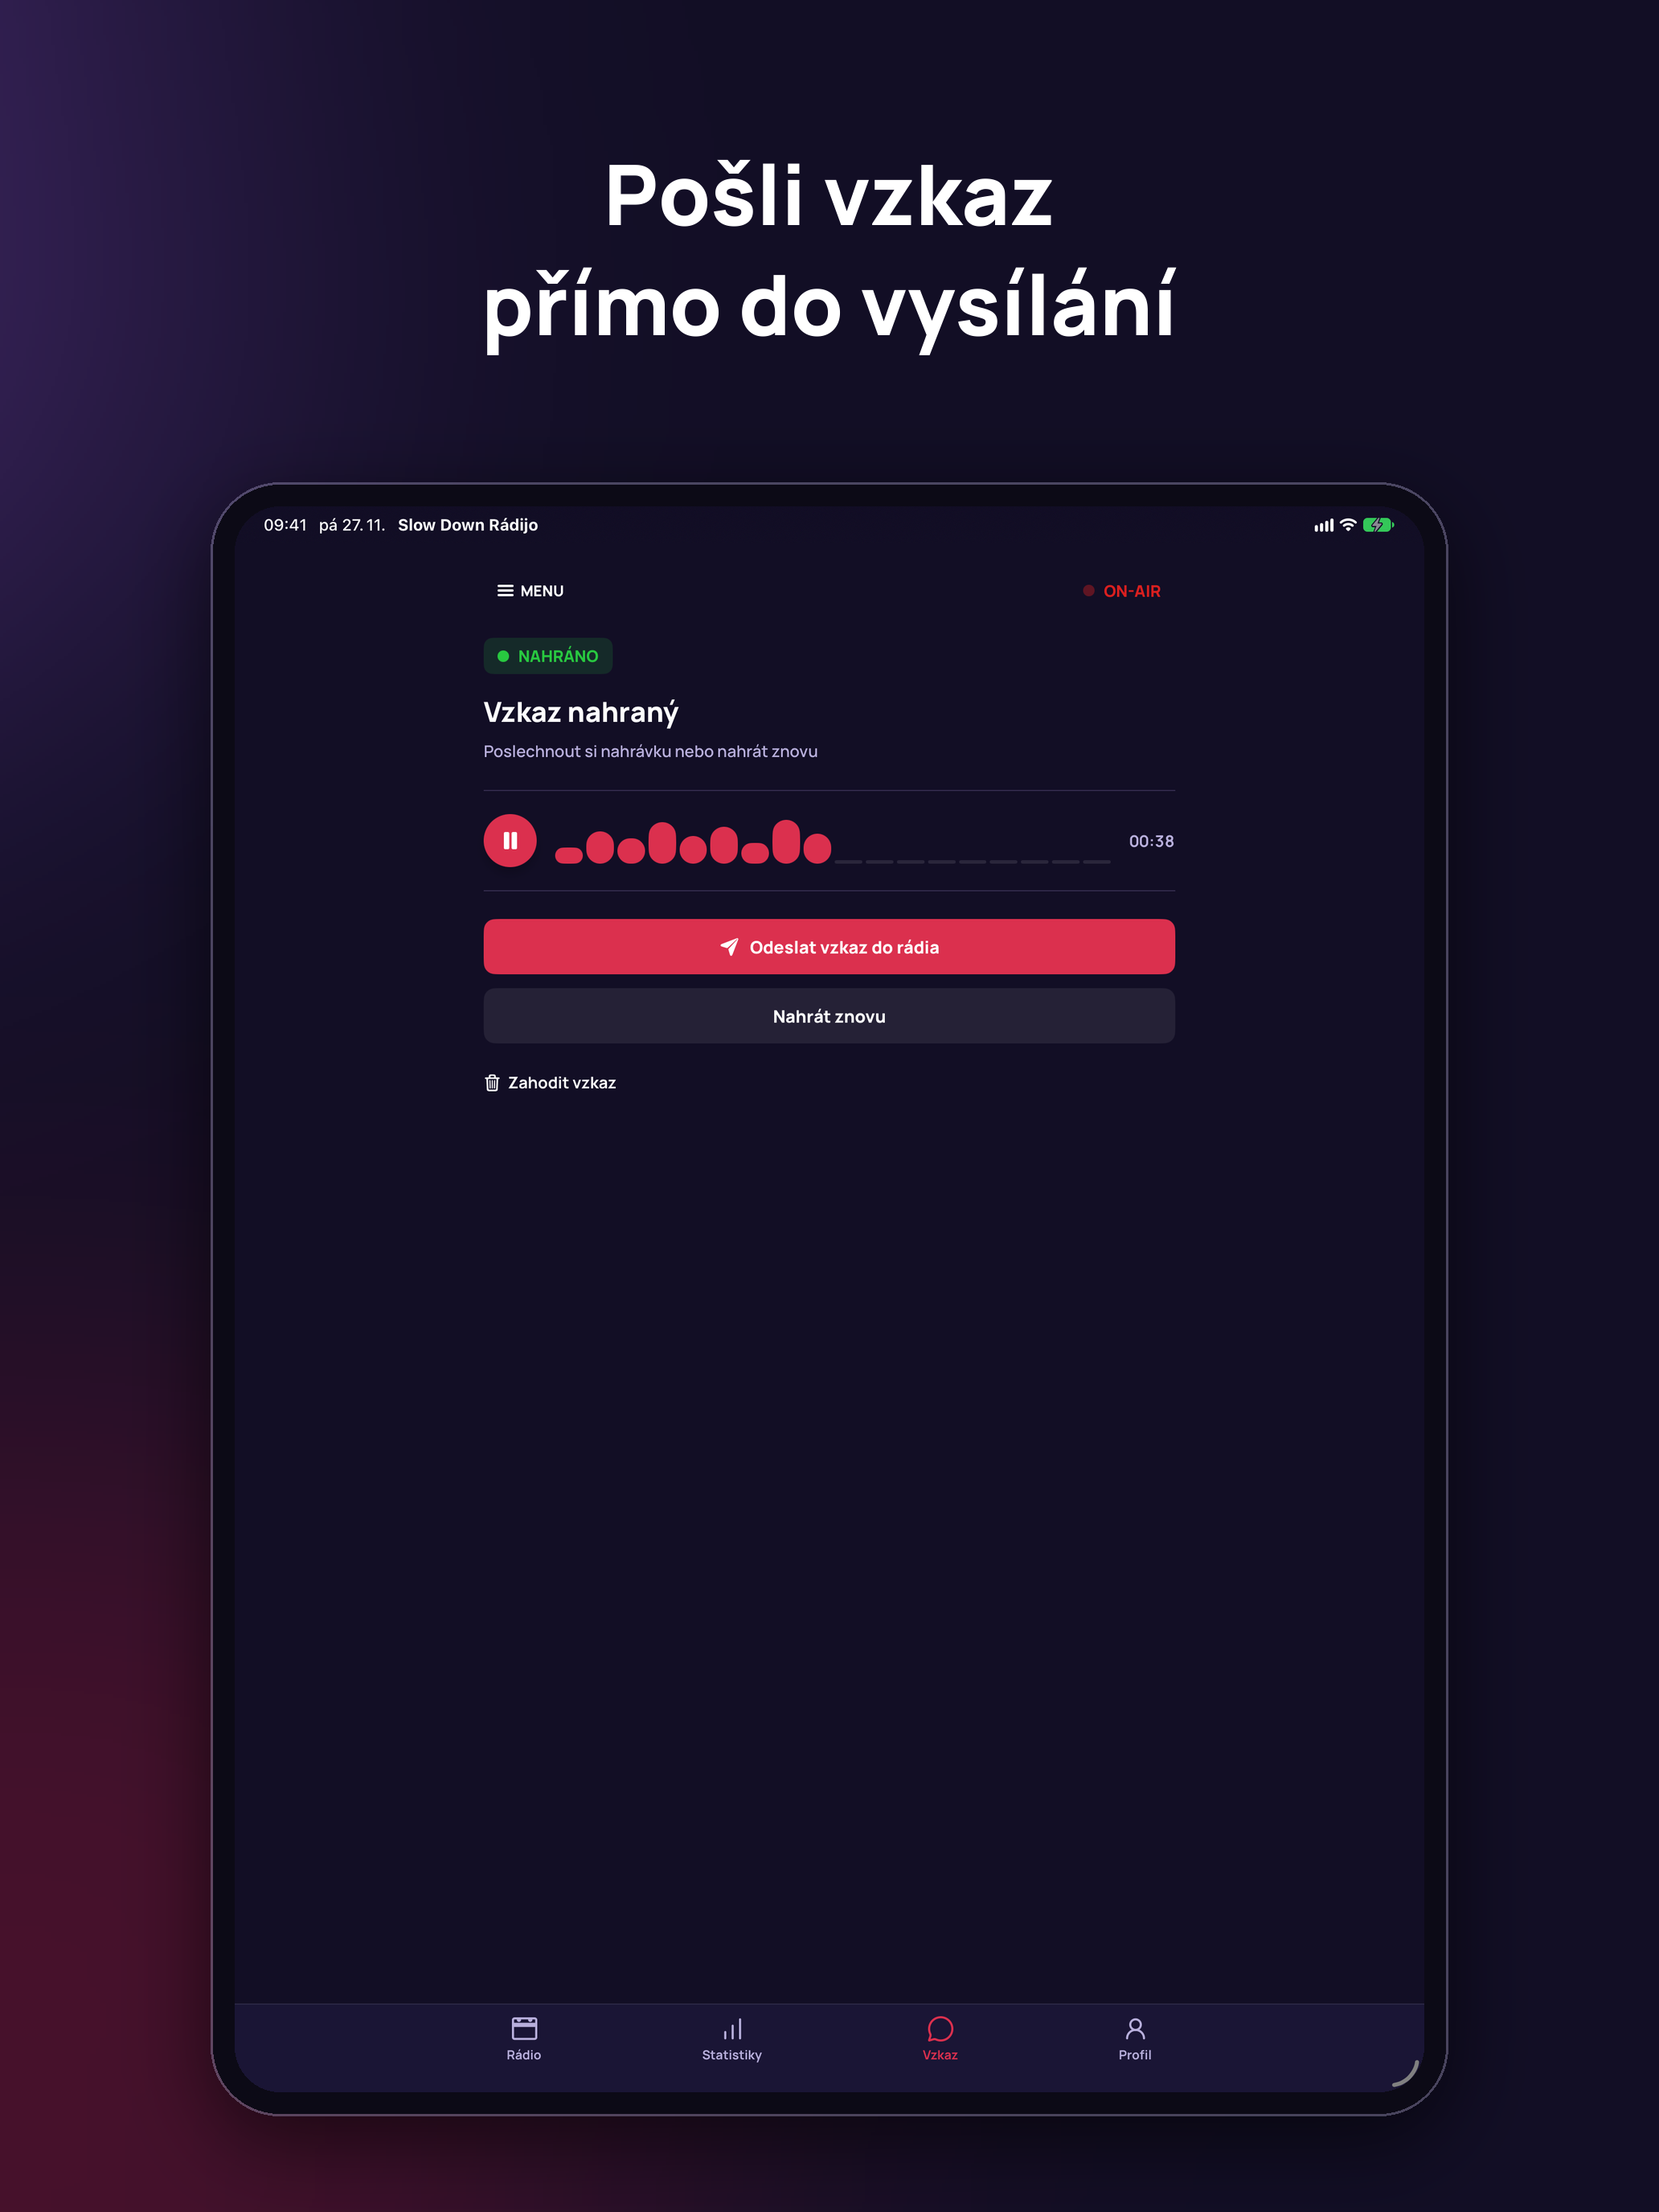 Pošli vzkaz
přímo do vysílání
09:41 pá 27. 11. Slow Down Rádijo
MENU
ON-AIR
NAHRÁNO
Vzkaz nahraný
Poslechnout si nahrávku nebo nahrát znovu
00:38
Odeslat vzkaz do rádia
Nahrát znovu
Zahodit vzkaz
Rádio
Statistiky
Vzkaz
Profil